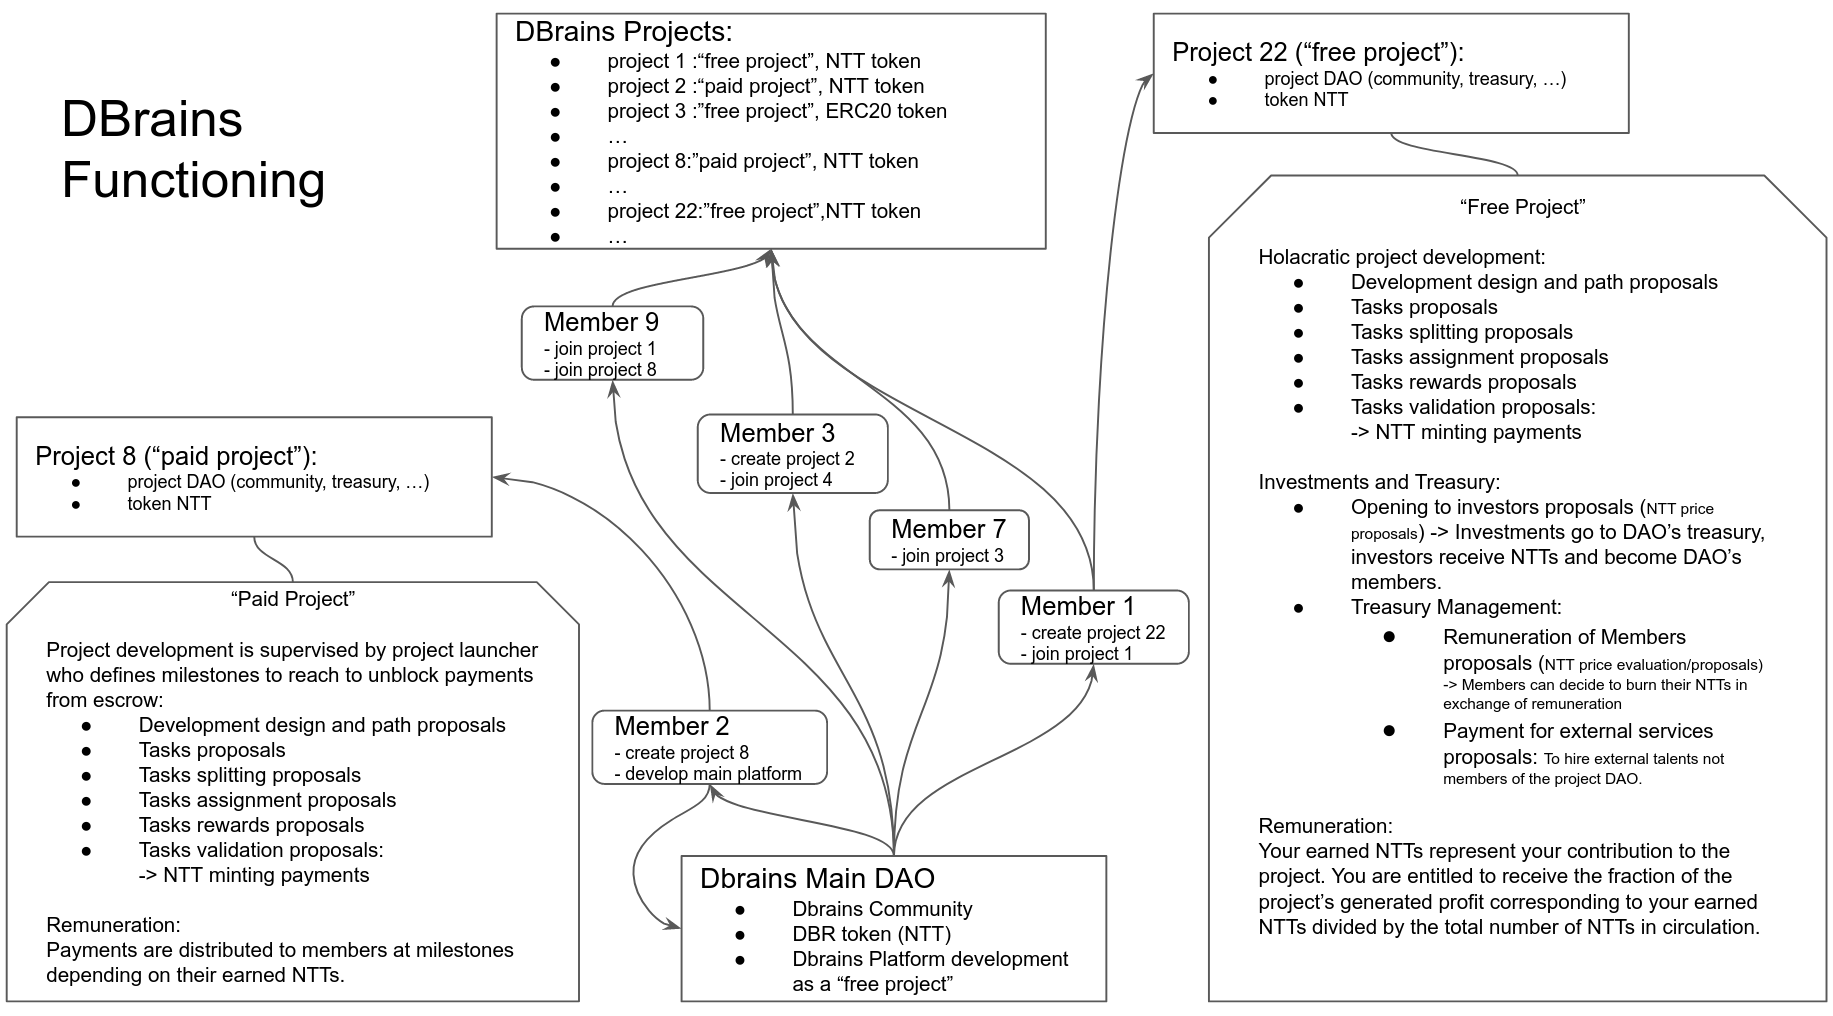 DBrains
Functioning
DBrains Projects:
● project 1 :“free project”, NTT token
● project 2 :“paid project”, NTT token
● project 3 :”free project”, ERC20 token
● …
● project 8:”paid project”, NTT token
● …
● project 22:”free project”,NTT token
● …
Project 22 (“free project”):
● project DAO (community, treasury, …)
● token NTT
“Free Project”
Holacratic project development:
● Development design and path proposals
● Tasks proposals
● Tasks splitting proposals
● Tasks assignment proposals
● Tasks rewards proposals
● Tasks validation proposals:
-> NTT minting payments
Investments and Treasury:
● Opening to investors proposals (NTT price
proposals) -> Investments go to DAO’s treasury,
investors receive NTTs and become DAO’s
members.
● Treasury Management:
● Remuneration of Members
proposals (NTT price evaluation/proposals)
-> Members can decide to burn their NTTs in
exchange of remuneration
● Payment for external services
proposals: To hire external talents not
members of the project DAO.
Remuneration:
Your earned NTTs represent your contribution to the
project. You are entitled to receive the fraction of the
project’s generated profit corresponding to your earned
NTTs divided by the total number of NTTs in circulation.
Member 9
- join project 1
- join project 8
Member 3
- create project 2
- join project 4
Member 7
- join project 3
Member 1
- create project 22
- join project 1
Member 2
- create project 8
- develop main platform
Project 8 (“paid project”):
● project DAO (community, treasury, …)
● token NTT
“Paid Project”
Project development is supervised by project launcher
who defines milestones to reach to unblock payments
from escrow:
● Development design and path proposals
● Tasks proposals
● Tasks splitting proposals
● Tasks assignment proposals
● Tasks rewards proposals
● Tasks validation proposals:
-> NTT minting payments
Remuneration:
Payments are distributed to members at milestones
depending on their earned NTTs.
Dbrains Main DAO
● Dbrains Community
● DBR token (NTT)
● Dbrains Platform development
as a “free project”